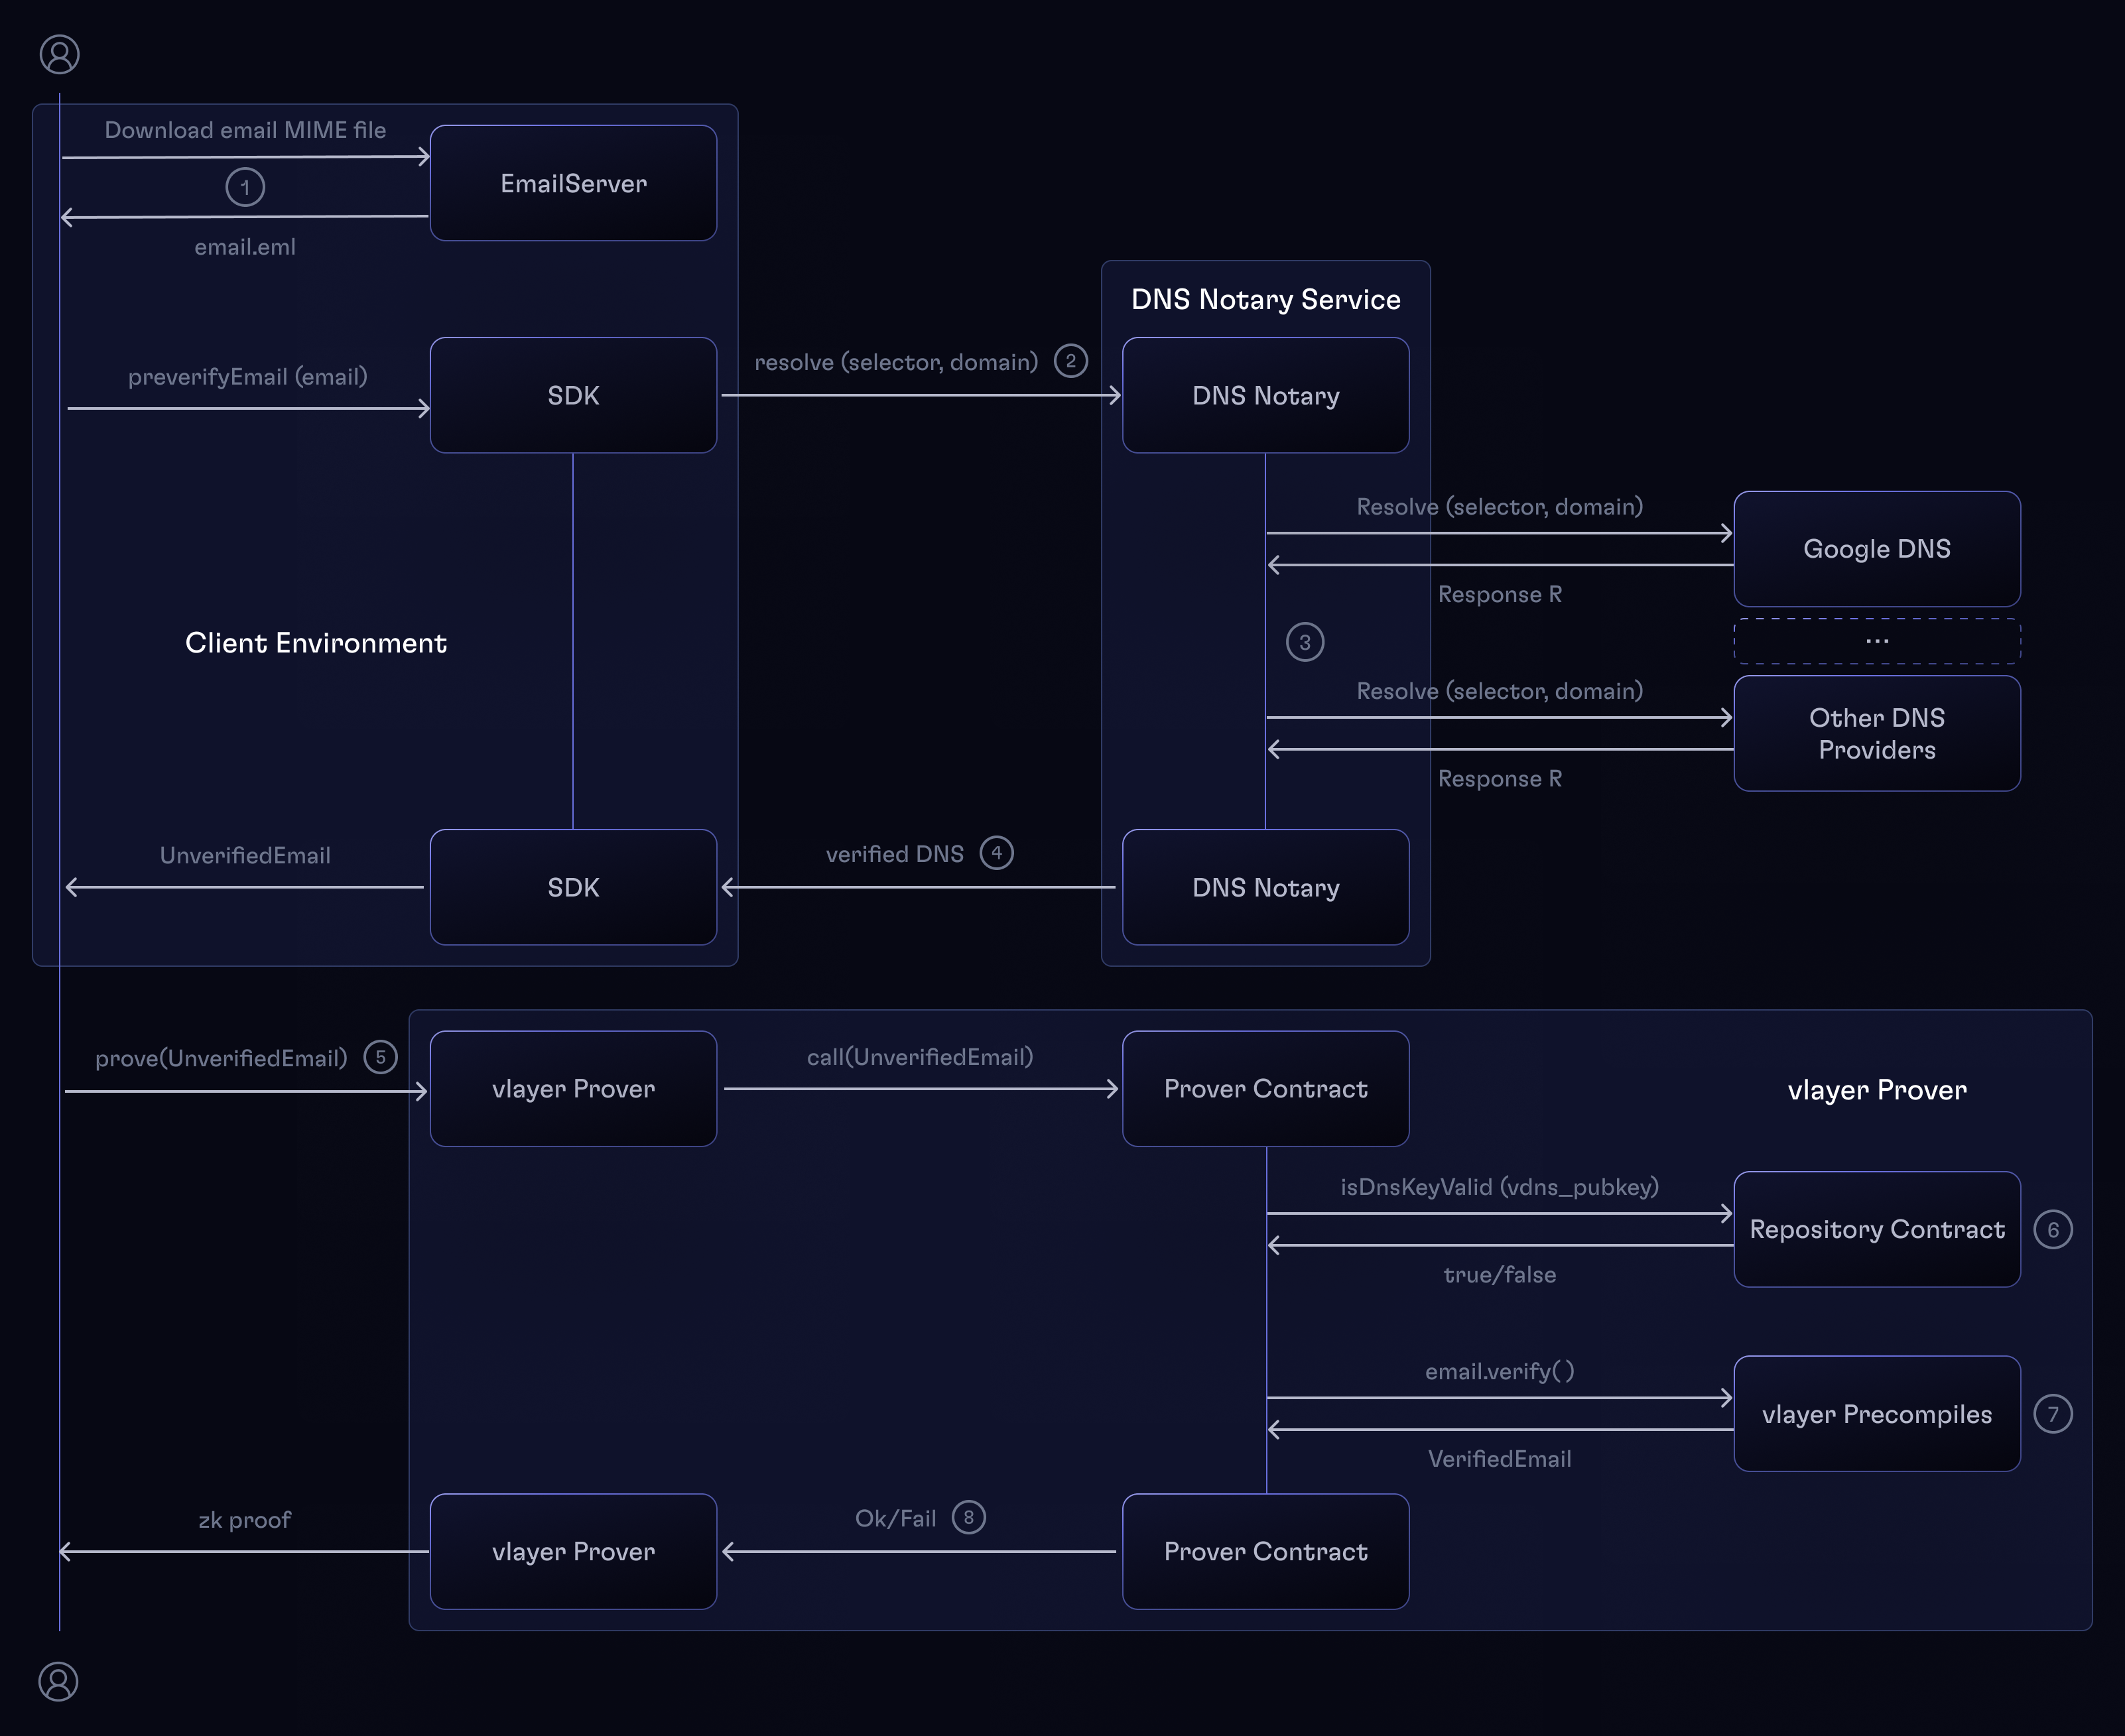 Download email MIME file
EmailServer
1
email.eml
DNS Notary Service
preverifyEmail (email)
SDK
resolve (selector, domain)
2
DNS Notary
Resolve (selector, domain)
Google DNS
Response R
Client Environment
3
...
Resolve (selector, domain)
Other DNS
Providers
Response R
UnverifiedEmail
SDK
verified DNS
4
DNS Notary
prove(UnverifiedEmail)
5
vlayer Prover
call(UnverifiedEmail)
Prover Contract
vlayer Prover
isDnsKeyValid (vdns_pubkey)
Repository Contract
6
true/false
email.verify( )
vlayer Precompiles
7
VerifiedEmail
zk proof
vlayer Prover
Ok/Fail
8
Prover Contract